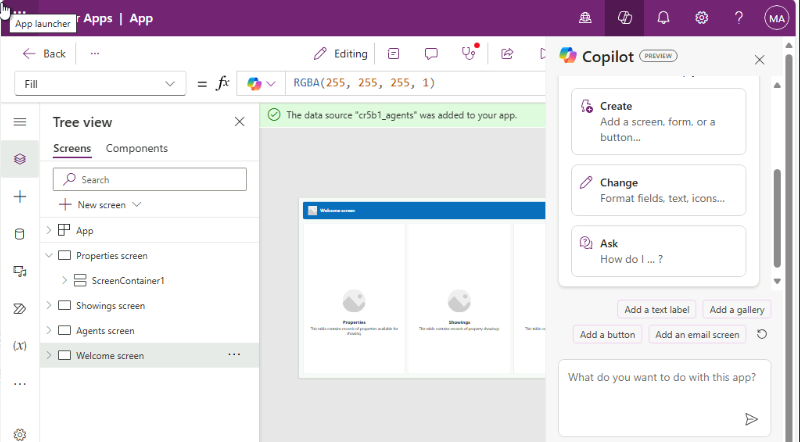 App launcher
r Apps | App
MA
Back
Editing
Copilot PREVIEW
Fill
= fx
RGBA(255, 255, 255, 1)
Tree view
Screens
Components
Search
New screen
App
Properties screen
ScreenContainer1
Showings screen
Agents screen
Welcome screen
(x)
The data source "cr5b1_agents" was added to your app.
Welcome screen
Properties
This table contains records of properties available for
showing.
Showings
This table contains records of property showings.
Create
Add a screen, form, or a
button...
Change
Format fields, text, icons...
Ask
How do I ... ?
Add a text label
Add a gallery
Add a button
Add an email screen
What do you want to do with this app?